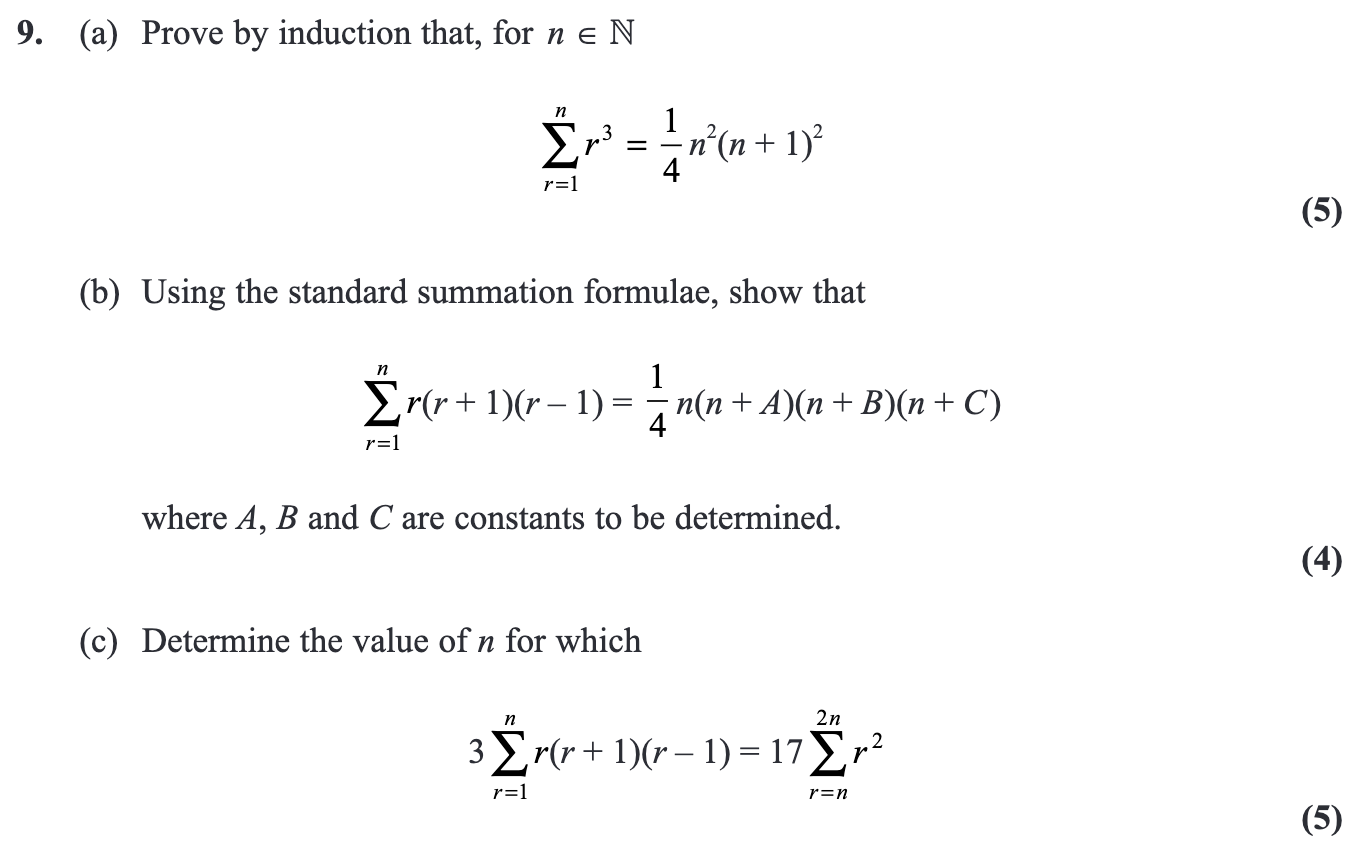 9. (a) Prove by induction that, for n ∈ ℕ
\sum_{r=1}^{n} r^3 = \frac{1}{4} n^2(n + 1)^2
(5)
(b) Using the standard summation formulae, show that
\sum_{r=1}^{n} r(r + 1)(r – 1) = \frac{1}{4} n(n + A)(n + B)(n + C)
where A, B and C are constants to be determined.
(4)
(c) Determine the value of n for which
3 \sum_{r=1}^{n} r(r + 1)(r – 1) = 17 \sum_{r=n}^{2n} r^2
(5)